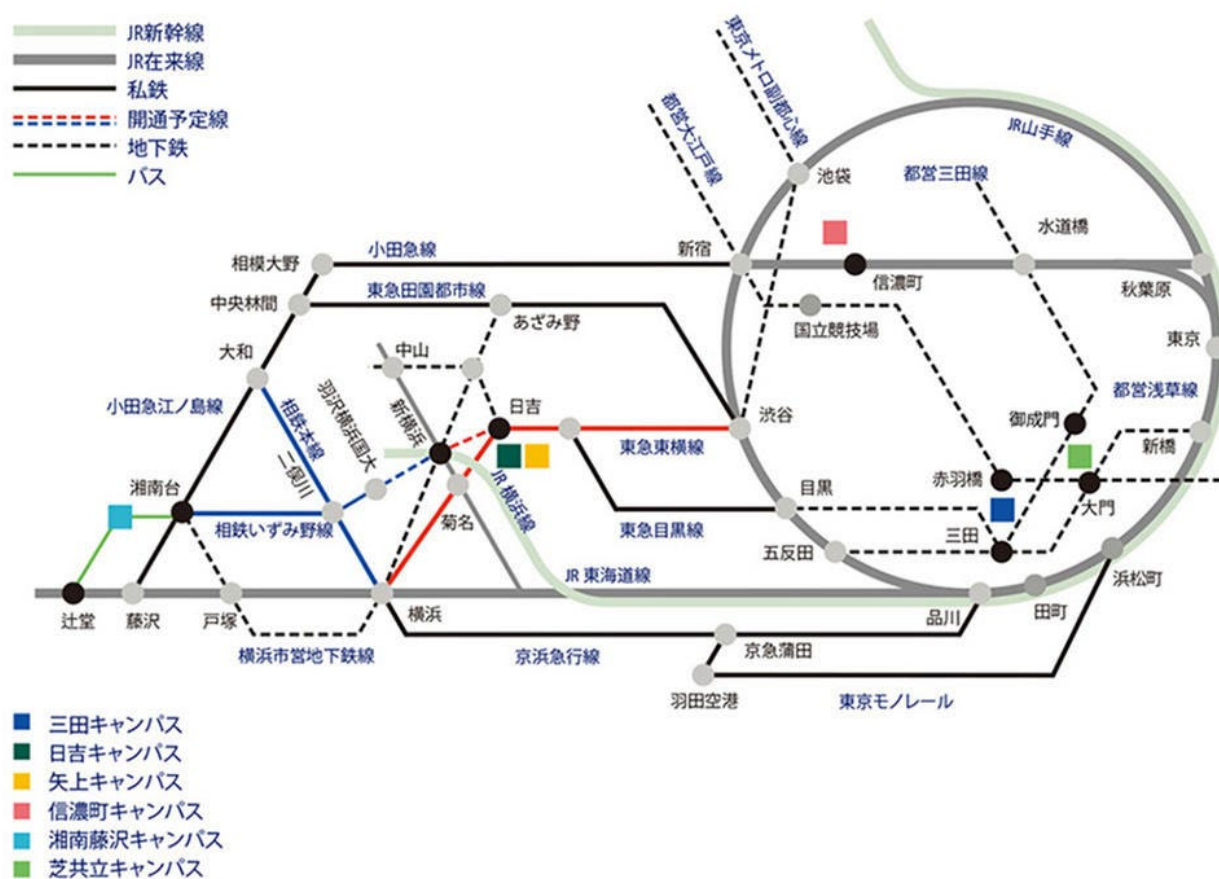 JR新幹線
JR在来線
私鉄
開通予定線
地下鉄
バス
東京メトロ副都心線
都営大江戸線
JR山手線
池袋
都営三田線
水道橋
小田急線
新宿
相模大野
信濃町
秋葉原
東急田園都市線
中央林間
あざみ野
国立競技場
東京
大和
中山
都営浅草線
小田急江ノ島線
相鉄本線
羽沢横浜国大
新横浜
日吉
渋谷
御成門
新橋
東急東横線
二俣川
JR 横浜線
赤羽橋
大門
湘南台
目黒
菊名
相鉄いずみ野線
東急目黒線
三田
五反田
浜松町
JR 東海道線
辻堂
藤沢
戸塚
横浜
品川
田町
横浜市営地下鉄線
京浜急行線
京急蒲田
羽田空港
東京モノレール
三田キャンパス
日吉キャンパス
矢上キャンパス
信濃町キャンパス
湘南藤沢キャンパス
芝共立キャンパス